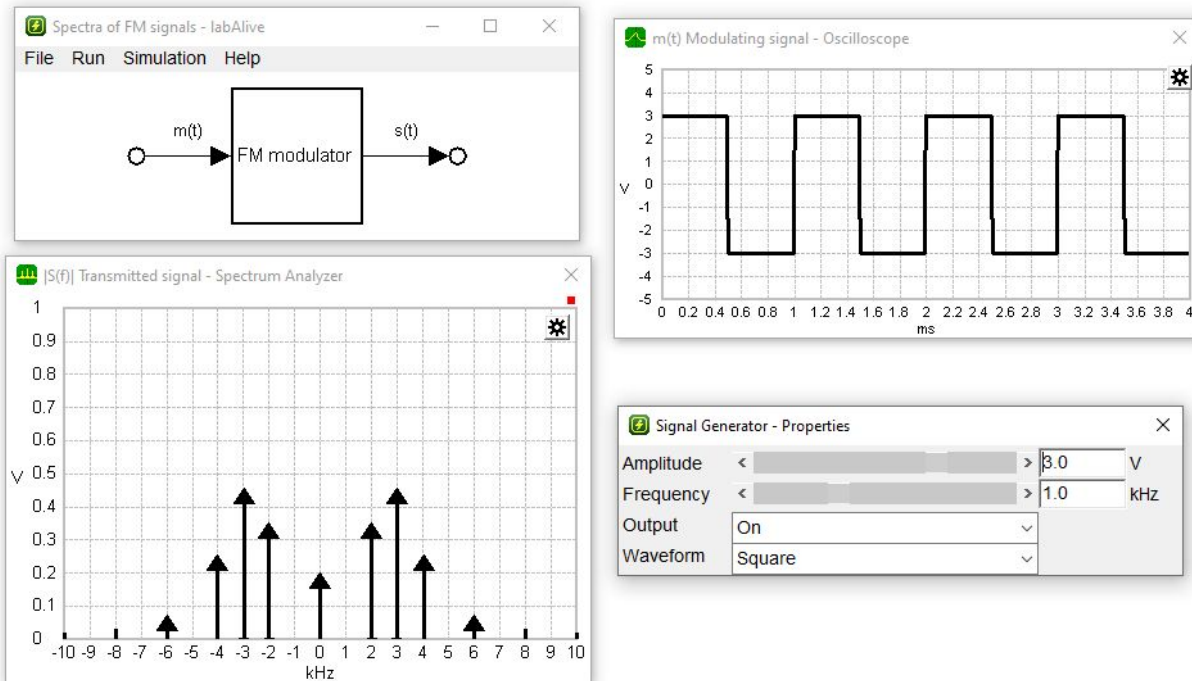 Spectra of FM signals - labAlive
File Run Simulation Help
m(t)
s(t)
FM modulator
m(t) Modulating signal - Oscilloscope
5
4
3
2
1
V 0
-1
-2
-3
-4
-5
0 0.2 0.4 0.6 0.8 1 1.2 1.4 1.6 1.8 2 2.2 2.4 2.6 2.8 3 3.2 3.4 3.6 3.8 4
ms
|S(f)| Transmitted signal - Spectrum Analyzer
1
0.9
0.8
0.7
0.6
V 0.5
0.4
0.3
0.2
0.1
0
-10 -9 -8 -7 -6 -5 -4 -3 -2 -1 0 1 2 3 4 5 6 7 8 9 10
kHz
Signal Generator - Properties
Amplitude < > 3.0 V
Frequency < > 1.0 kHz
Output On
Waveform Square